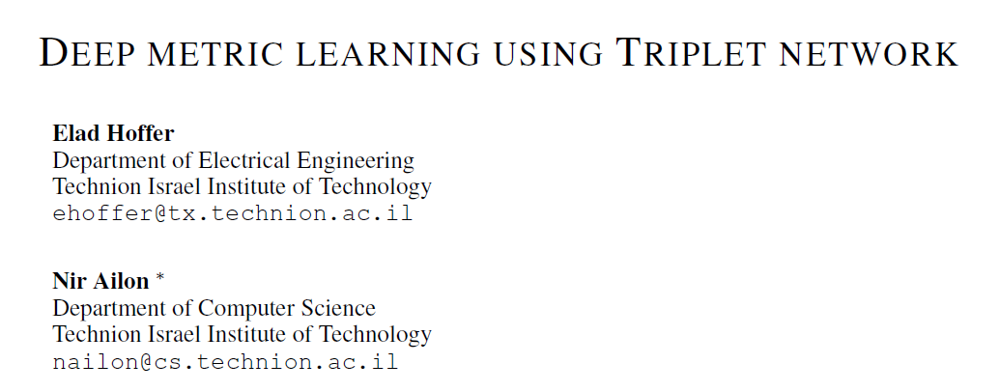 DEEP METRIC LEARNING USING TRIPLET NETWORK
Elad Hoffer
Department of Electrical Engineering
Technion Israel Institute of Technology
ehoffer@tx.technion.ac.il
Nir Ailon *
Department of Computer Science
Technion Israel Institute of Technology
nailon@cs.technion.ac.il